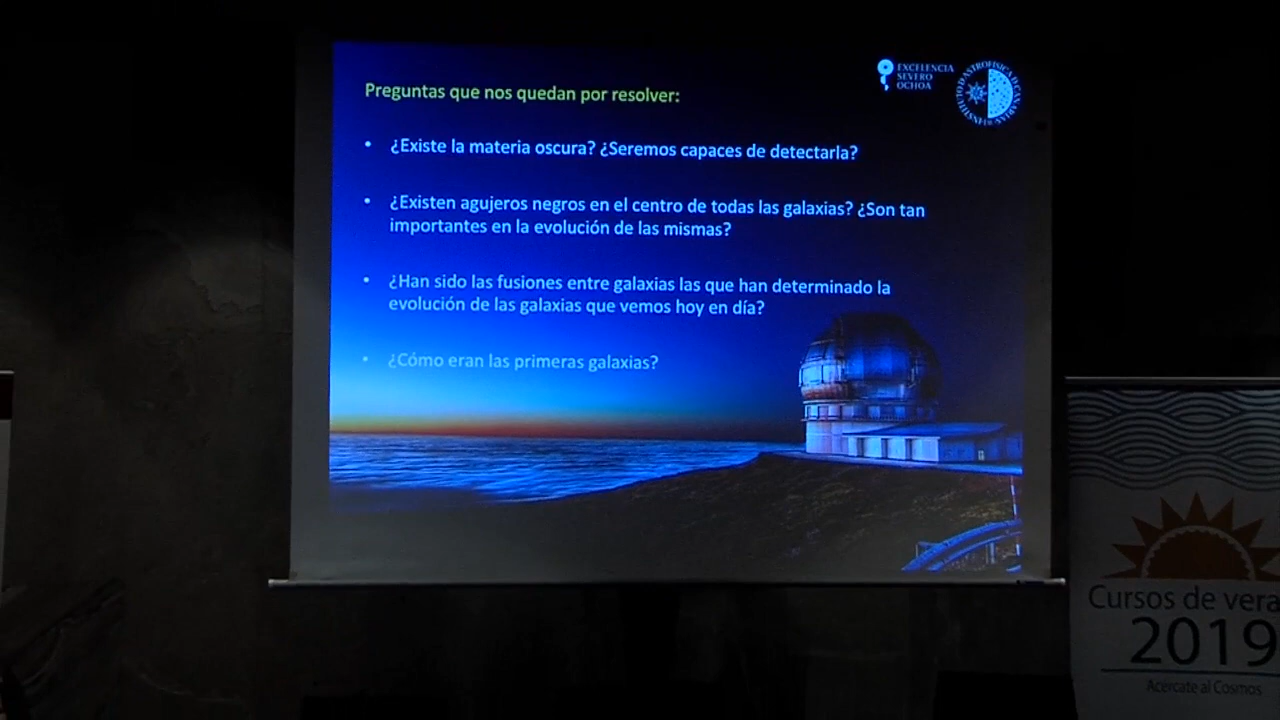 Preguntas que nos quedan por resolver:
• ¿Existe la materia oscura? ¿Seremos capaces de detectarla?
• ¿Existen agujeros negros en el centro de todas las galaxias? ¿Son tan
importantes en la evolución de las mismas?
• ¿Han sido las fusiones entre galaxias las que han determinado la
evolución de las galaxias que vemos hoy en día?
• ¿Cómo eran las primeras galaxias?
EXCELENCIA
SEVERO
OCHOA
INSTITUTO D ASTROFISICA D CANARIAS
Cursos de vera
2019
Acércate al Cosmos